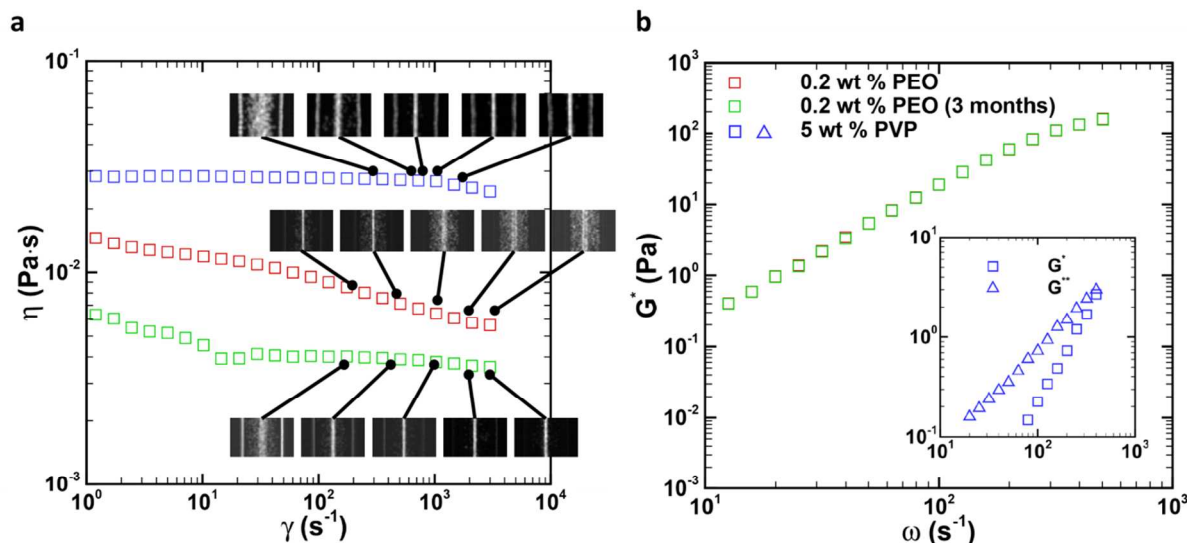 a
b
10⁻¹
10⁻²
10⁻³
η (Pa·s)
10⁰
10¹
10²
10³
10⁴
γ (s⁻¹)
10³
10²
10¹
10⁰
10⁻¹
10⁻²
10⁻³
G* (Pa)
0.2 wt % PEO
0.2 wt % PEO (3 months)
5 wt % PVP
10¹
10⁰
10⁻¹
G*
G**
10²
10³
10¹
10²
10³
ω (s⁻¹)